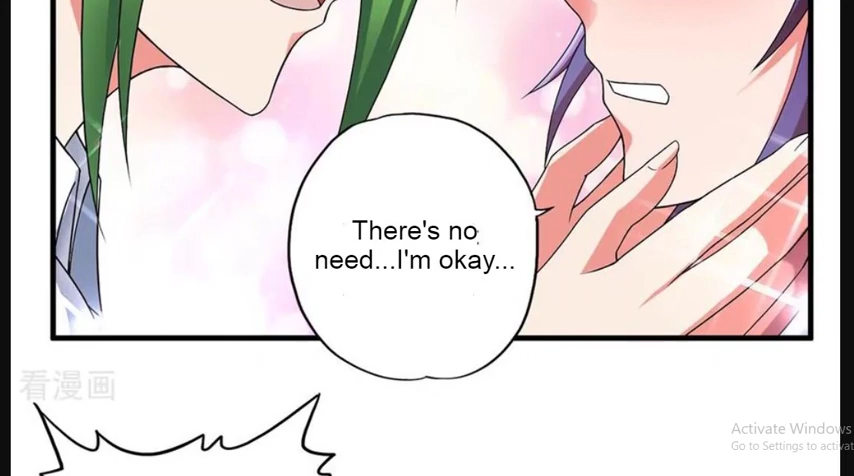 There's no
need...I'm okay...
看漫画
Activate Windows
Go to Settings to activat